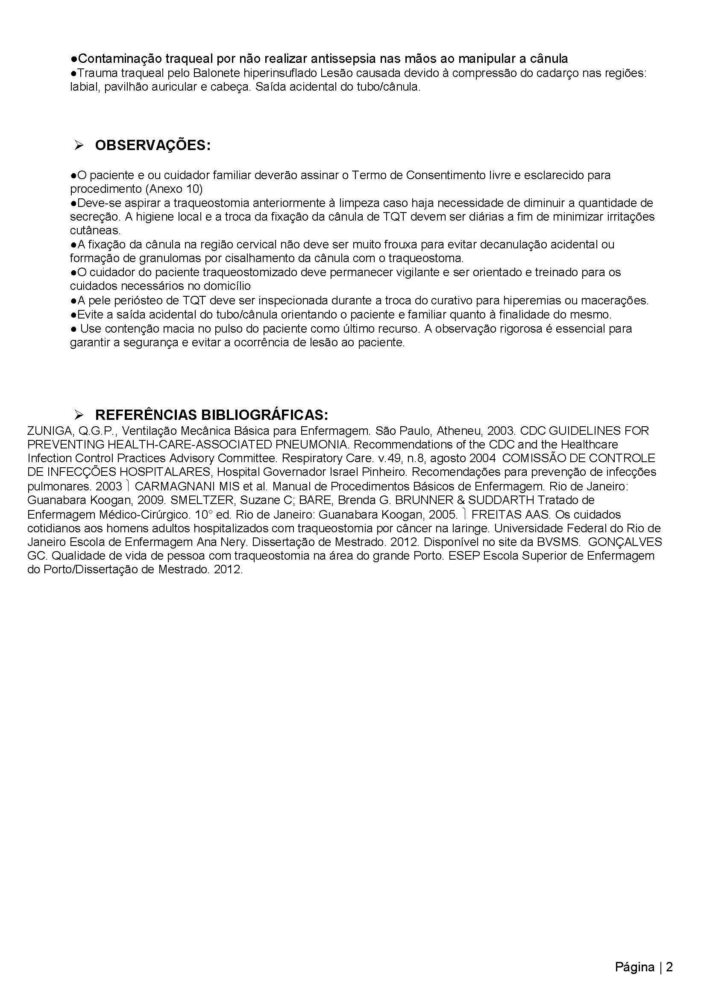 ●Contaminação traqueal por não realizar antissepsia nas mãos ao manipular a cânula
●Trauma traqueal pelo Balonete hiperinsuflado Lesão causada devido à compressão do cadarço nas regiões:
labial, pavilhão auricular e cabeça. Saída acidental do tubo/cânula.
➢ OBSERVAÇÕES:
●O paciente e ou cuidador familiar deverão assinar o Termo de Consentimento livre e esclarecido para
procedimento (Anexo 10)
●Deve-se aspirar a traqueostomia anteriormente à limpeza caso haja necessidade de diminuir a quantidade de
secreção. A higiene local e a troca da fixação da cânula de TQT devem ser diárias a fim de minimizar irritações
cutâneas.
●A fixação da cânula na região cervical não deve ser muito frouxa para evitar decanulação acidental ou
formação de granulomas por cisalhamento da cânula com o traqueostoma.
●O cuidador do paciente traqueostomizado deve permanecer vigilante e ser orientado e treinado para os
cuidados necessários no domicílio
●A pele periósteo de TQT deve ser inspecionada durante a troca do curativo para hiperemias ou macerações.
●Evite a saída acidental do tubo/cânula orientando o paciente e familiar quanto à finalidade do mesmo.
● Use contenção macia no pulso do paciente como último recurso. A observação rigorosa é essencial para
garantir a segurança e evitar a ocorrência de lesão ao paciente.
➢ REFERÊNCIAS BIBLIOGRÁFICAS:
ZUNIGA, Q.G.P., Ventilação Mecânica Básica para Enfermagem. São Paulo, Atheneu, 2003. CDC GUIDELINES FOR
PREVENTING HEALTH-CARE-ASSOCIATED PNEUMONIA. Recommendations of the CDC and the Healthcare
Infection Control Practices Advisory Committee. Respiratory Care. v.49, n.8, agosto 2004  COMISSÃO DE CONTROLE
DE INFECÇÕES HOSPITALARES, Hospital Governador Israel Pinheiro. Recomendações para prevenção de infecções
pulmonares. 2003 ⎫ CARMAGNANI MIS et al. Manual de Procedimentos Básicos de Enfermagem. Rio de Janeiro:
Guanabara Koogan, 2009. SMELTZER, Suzane C; BARE, Brenda G. BRUNNER & SUDDARTH Tratado de
Enfermagem Médico-Cirúrgico. 10° ed. Rio de Janeiro: Guanabara Koogan, 2005. ⎫ FREITAS AAS. Os cuidados
cotidianos aos homens adultos hospitalizados com traqueostomia por câncer na laringe. Universidade Federal do Rio de
Janeiro Escola de Enfermagem Ana Nery. Dissertação de Mestrado. 2012. Disponível no site da BVSMS.  GONÇALVES
GC. Qualidade de vida de pessoa com traqueostomia na área do grande Porto. ESEP Escola Superior de Enfermagem
do Porto/Dissertação de Mestrado. 2012.
Página | 2